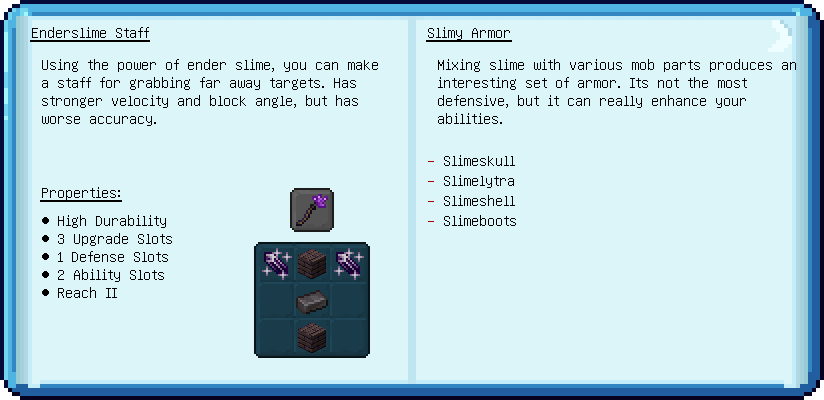 Enderslime Staff
Using the power of ender slime, you can make
a staff for grabbing far away targets. Has
stronger velocity and block angle, but has
worse accuracy.
Properties:
● High Durability
● 3 Upgrade Slots
● 1 Defense Slots
● 2 Ability Slots
● Reach II
Slimy Armor
Mixing slime with various mob parts produces an
interesting set of armor. Its not the most
defensive, but it can really enhance your
abilities.
- Slimeskull
- Slimelytra
- Slimeshell
- Slimeboots